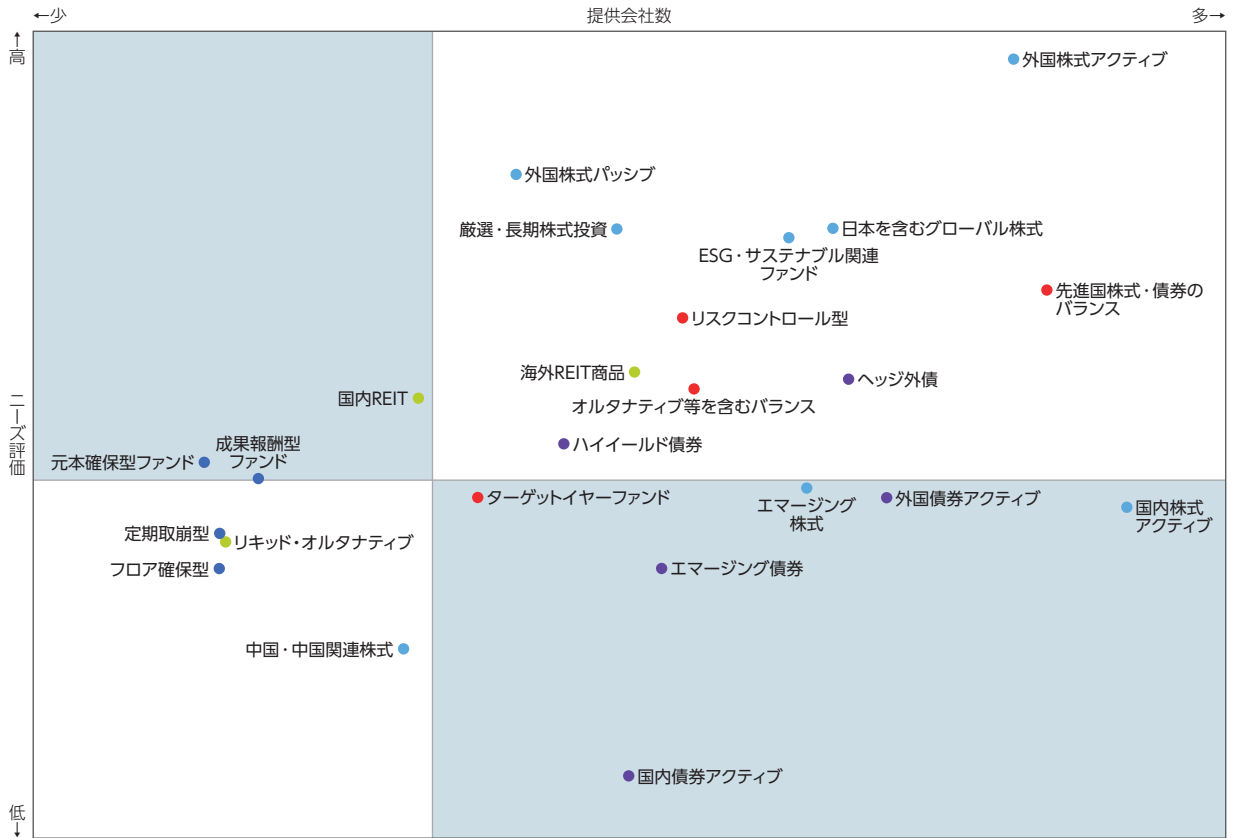 ←少
提供会社数
多→
↑
高
ニーズ評価
低
↓
外国株式アクティブ
外国株式パッシブ
厳選・長期株式投資
日本を含むグローバル株式
ESG・サステナブル関連
ファンド
先進国株式・債券の
バランス
リスクコントロール型
海外REIT商品
ヘッジ外債
国内REIT
オルタナティブ等を含むバランス
成果報酬型
ファンド
ハイイールド債券
元本確保型ファンド
ターゲットイヤーファンド
エマージング
株式
外国債券アクティブ
国内株式
アクティブ
定期取崩型
リキッド・オルタナティブ
フロア確保型
エマージング債券
中国・中国関連株式
国内債券アクティブ